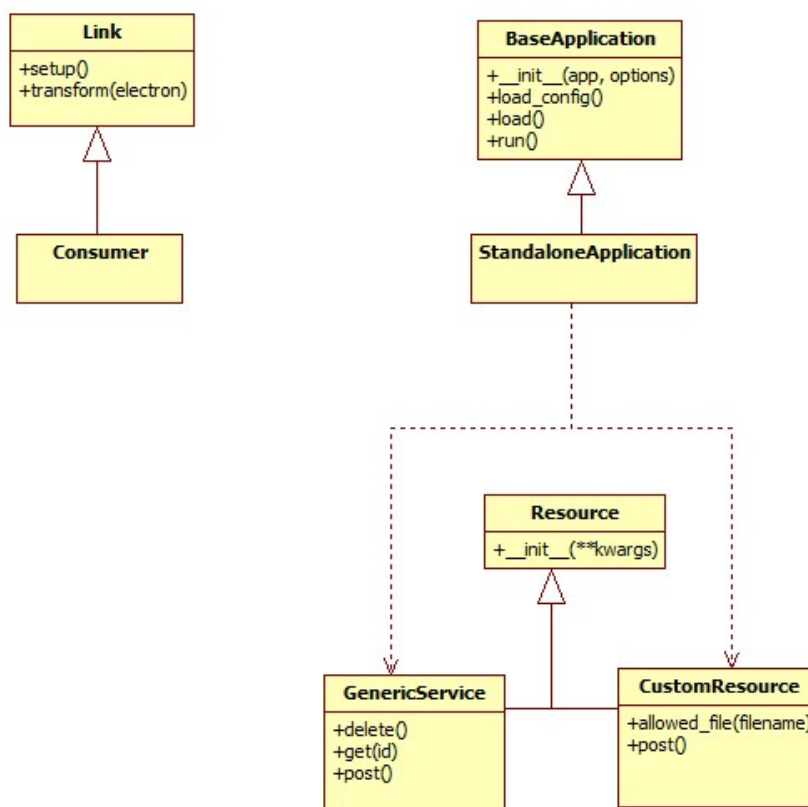 Link
+setup()
+transform(electron)
Consumer
BaseApplication
+__init__(app, options)
+load_config()
+load()
+run()
StandaloneApplication
Resource
+__init__(**kwargs)
GenericService
+delete()
+get(id)
+post()
CustomResource
+allowed_file(filename)
+post()